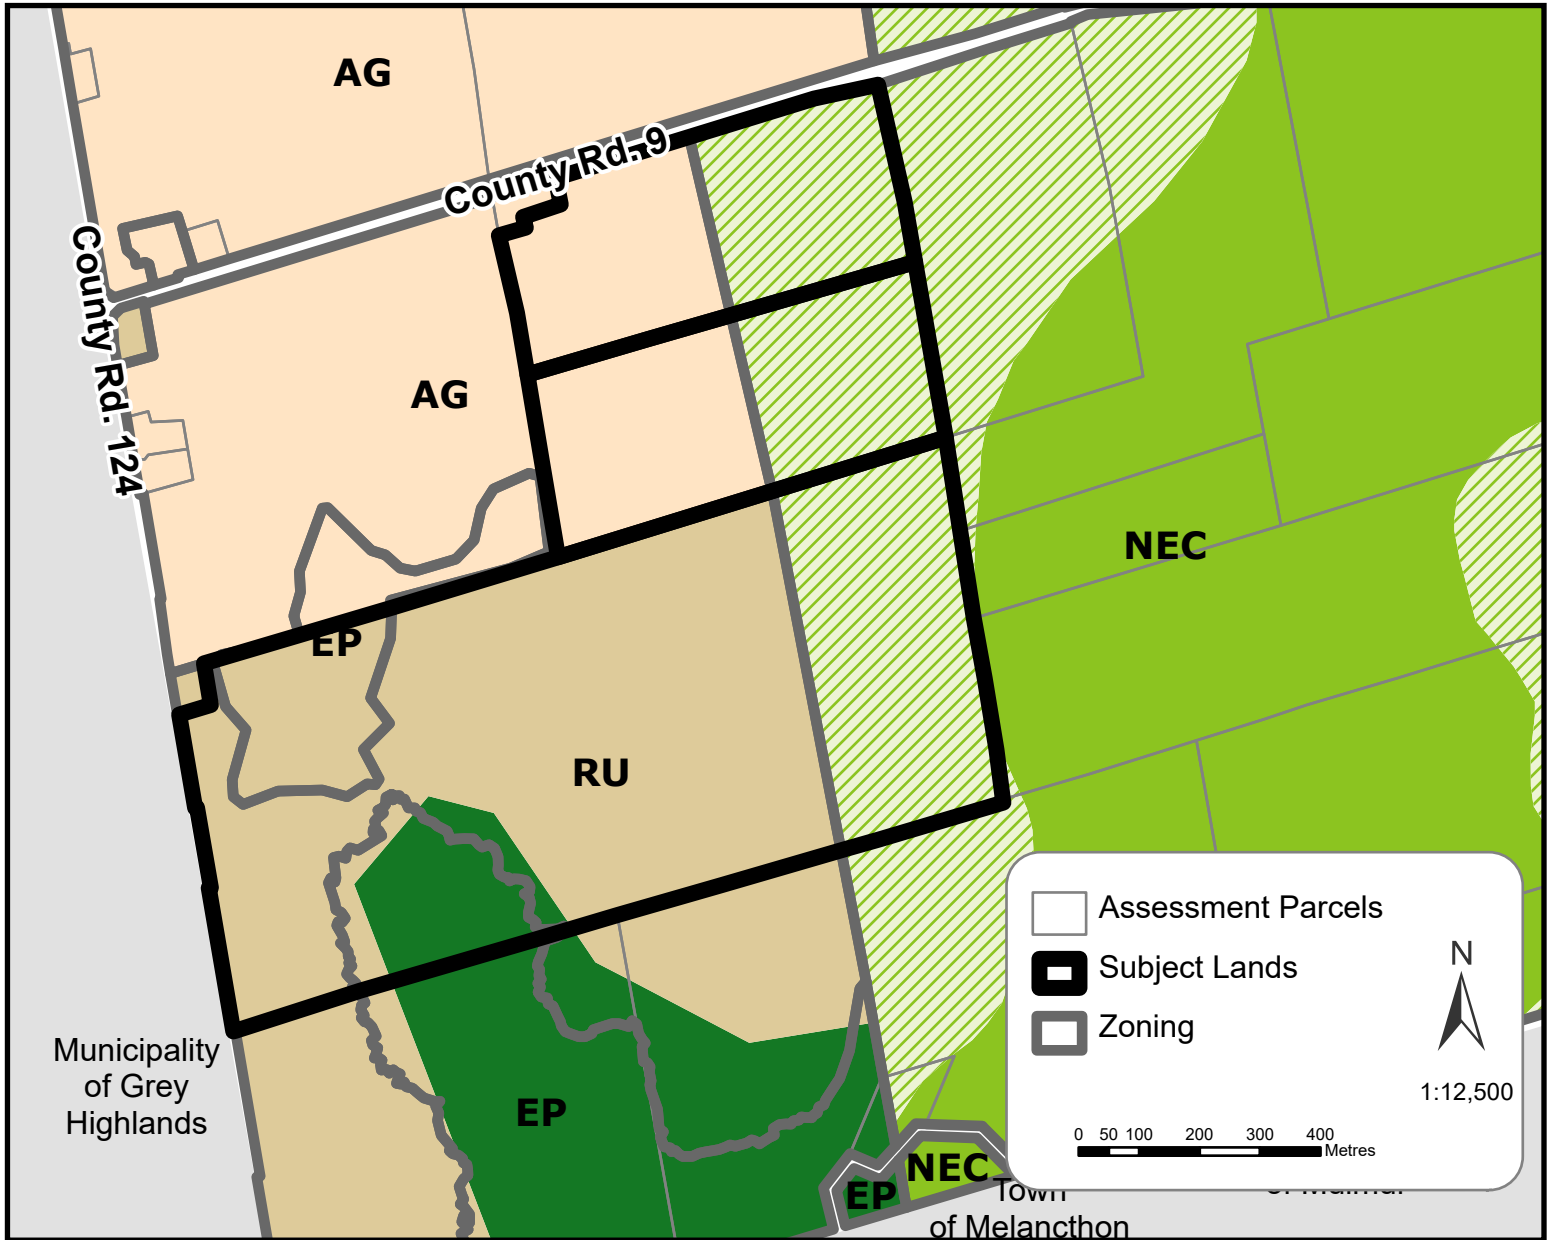 AG
County Rd. 9
County Rd. 124
AG
NEC
EP
RU
Assessment Parcels
Subject Lands
Zoning
N
1:12,500
0 50 100 200 300 400
Metres
Municipality
of Grey
Highlands
EP
NEC
EP
Town
of Melancthon